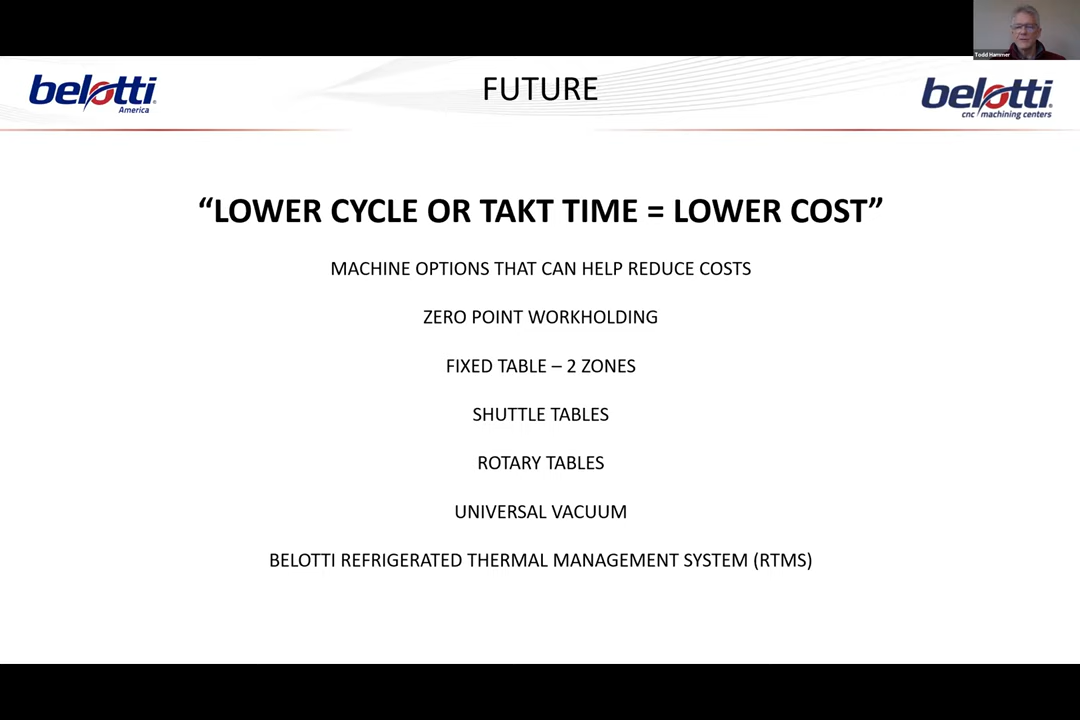 Todd Hammer
belotti
America
FUTURE
belotti
cnc machining centers
“LOWER CYCLE OR TAKT TIME = LOWER COST”
MACHINE OPTIONS THAT CAN HELP REDUCE COSTS
ZERO POINT WORKHOLDING
FIXED TABLE – 2 ZONES
SHUTTLE TABLES
ROTARY TABLES
UNIVERSAL VACUUM
BELOTTI REFRIGERATED THERMAL MANAGEMENT SYSTEM (RTMS)